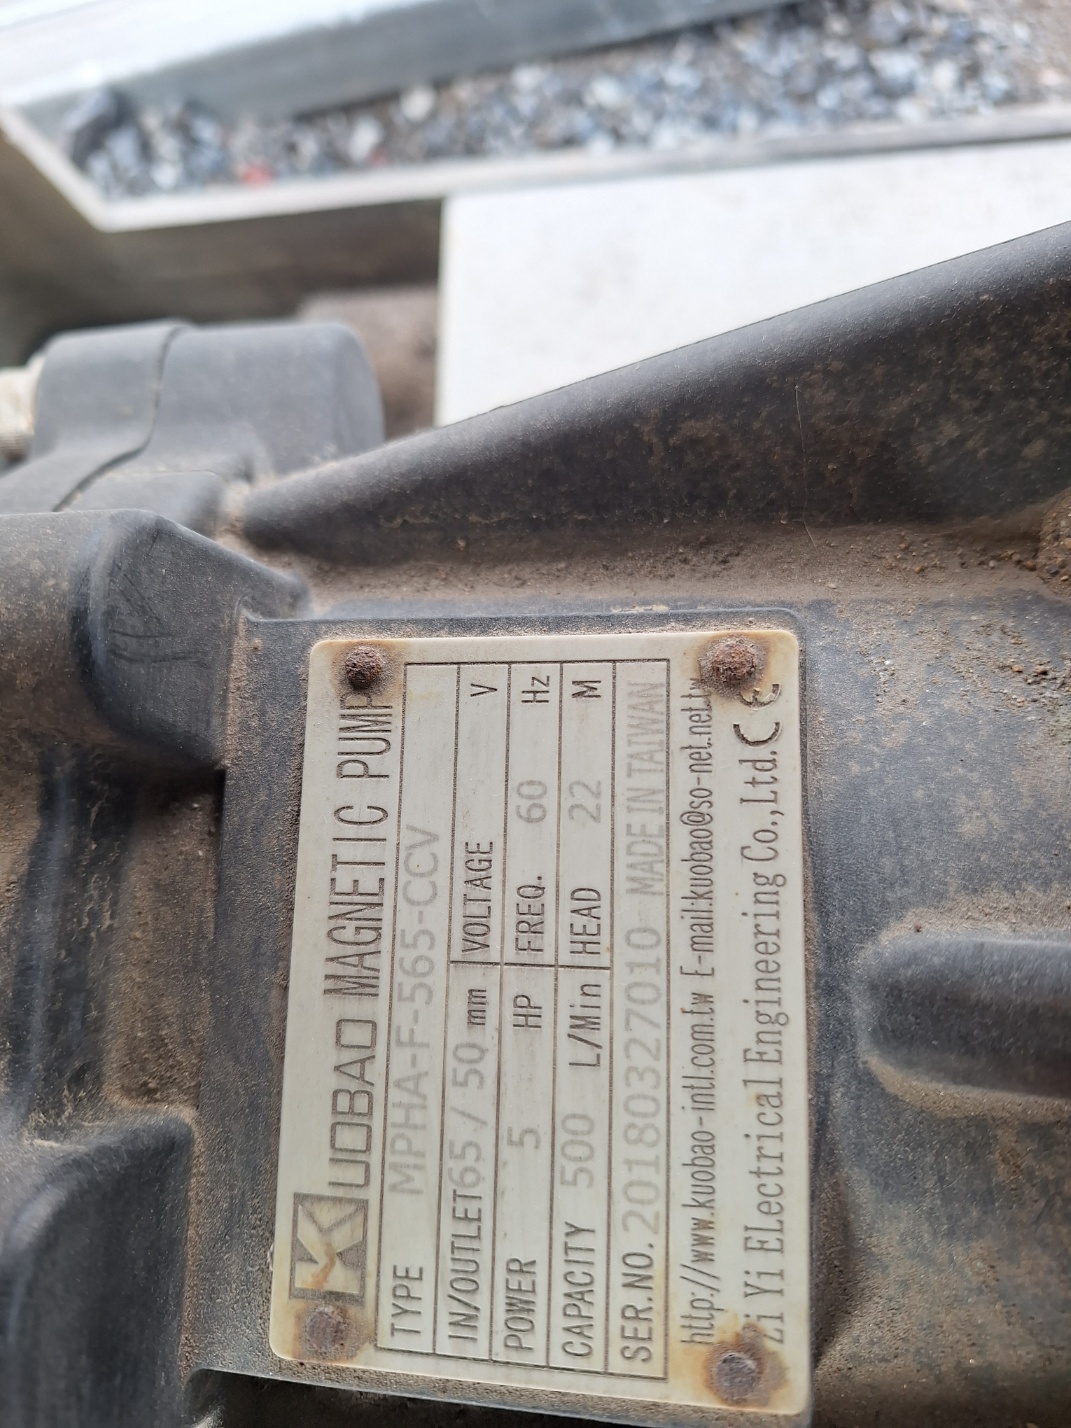 KUOBAO MAGNETIC PUMP
TYPE MPHA-F-565-CCV
IN/OUTLET 65 / 50 mm VOLTAGE V
POWER 5 HP FREQ. 60 Hz
CAPACITY 500 L/Min HEAD 22 M
SER.NO. 20180327010 MADE IN TAIWAN
http://www.kuobao-intl.com.tw E-mail:kuobao@so-net.net.tw
Zi Yi ELectrical Engineering Co.,Ltd. CE